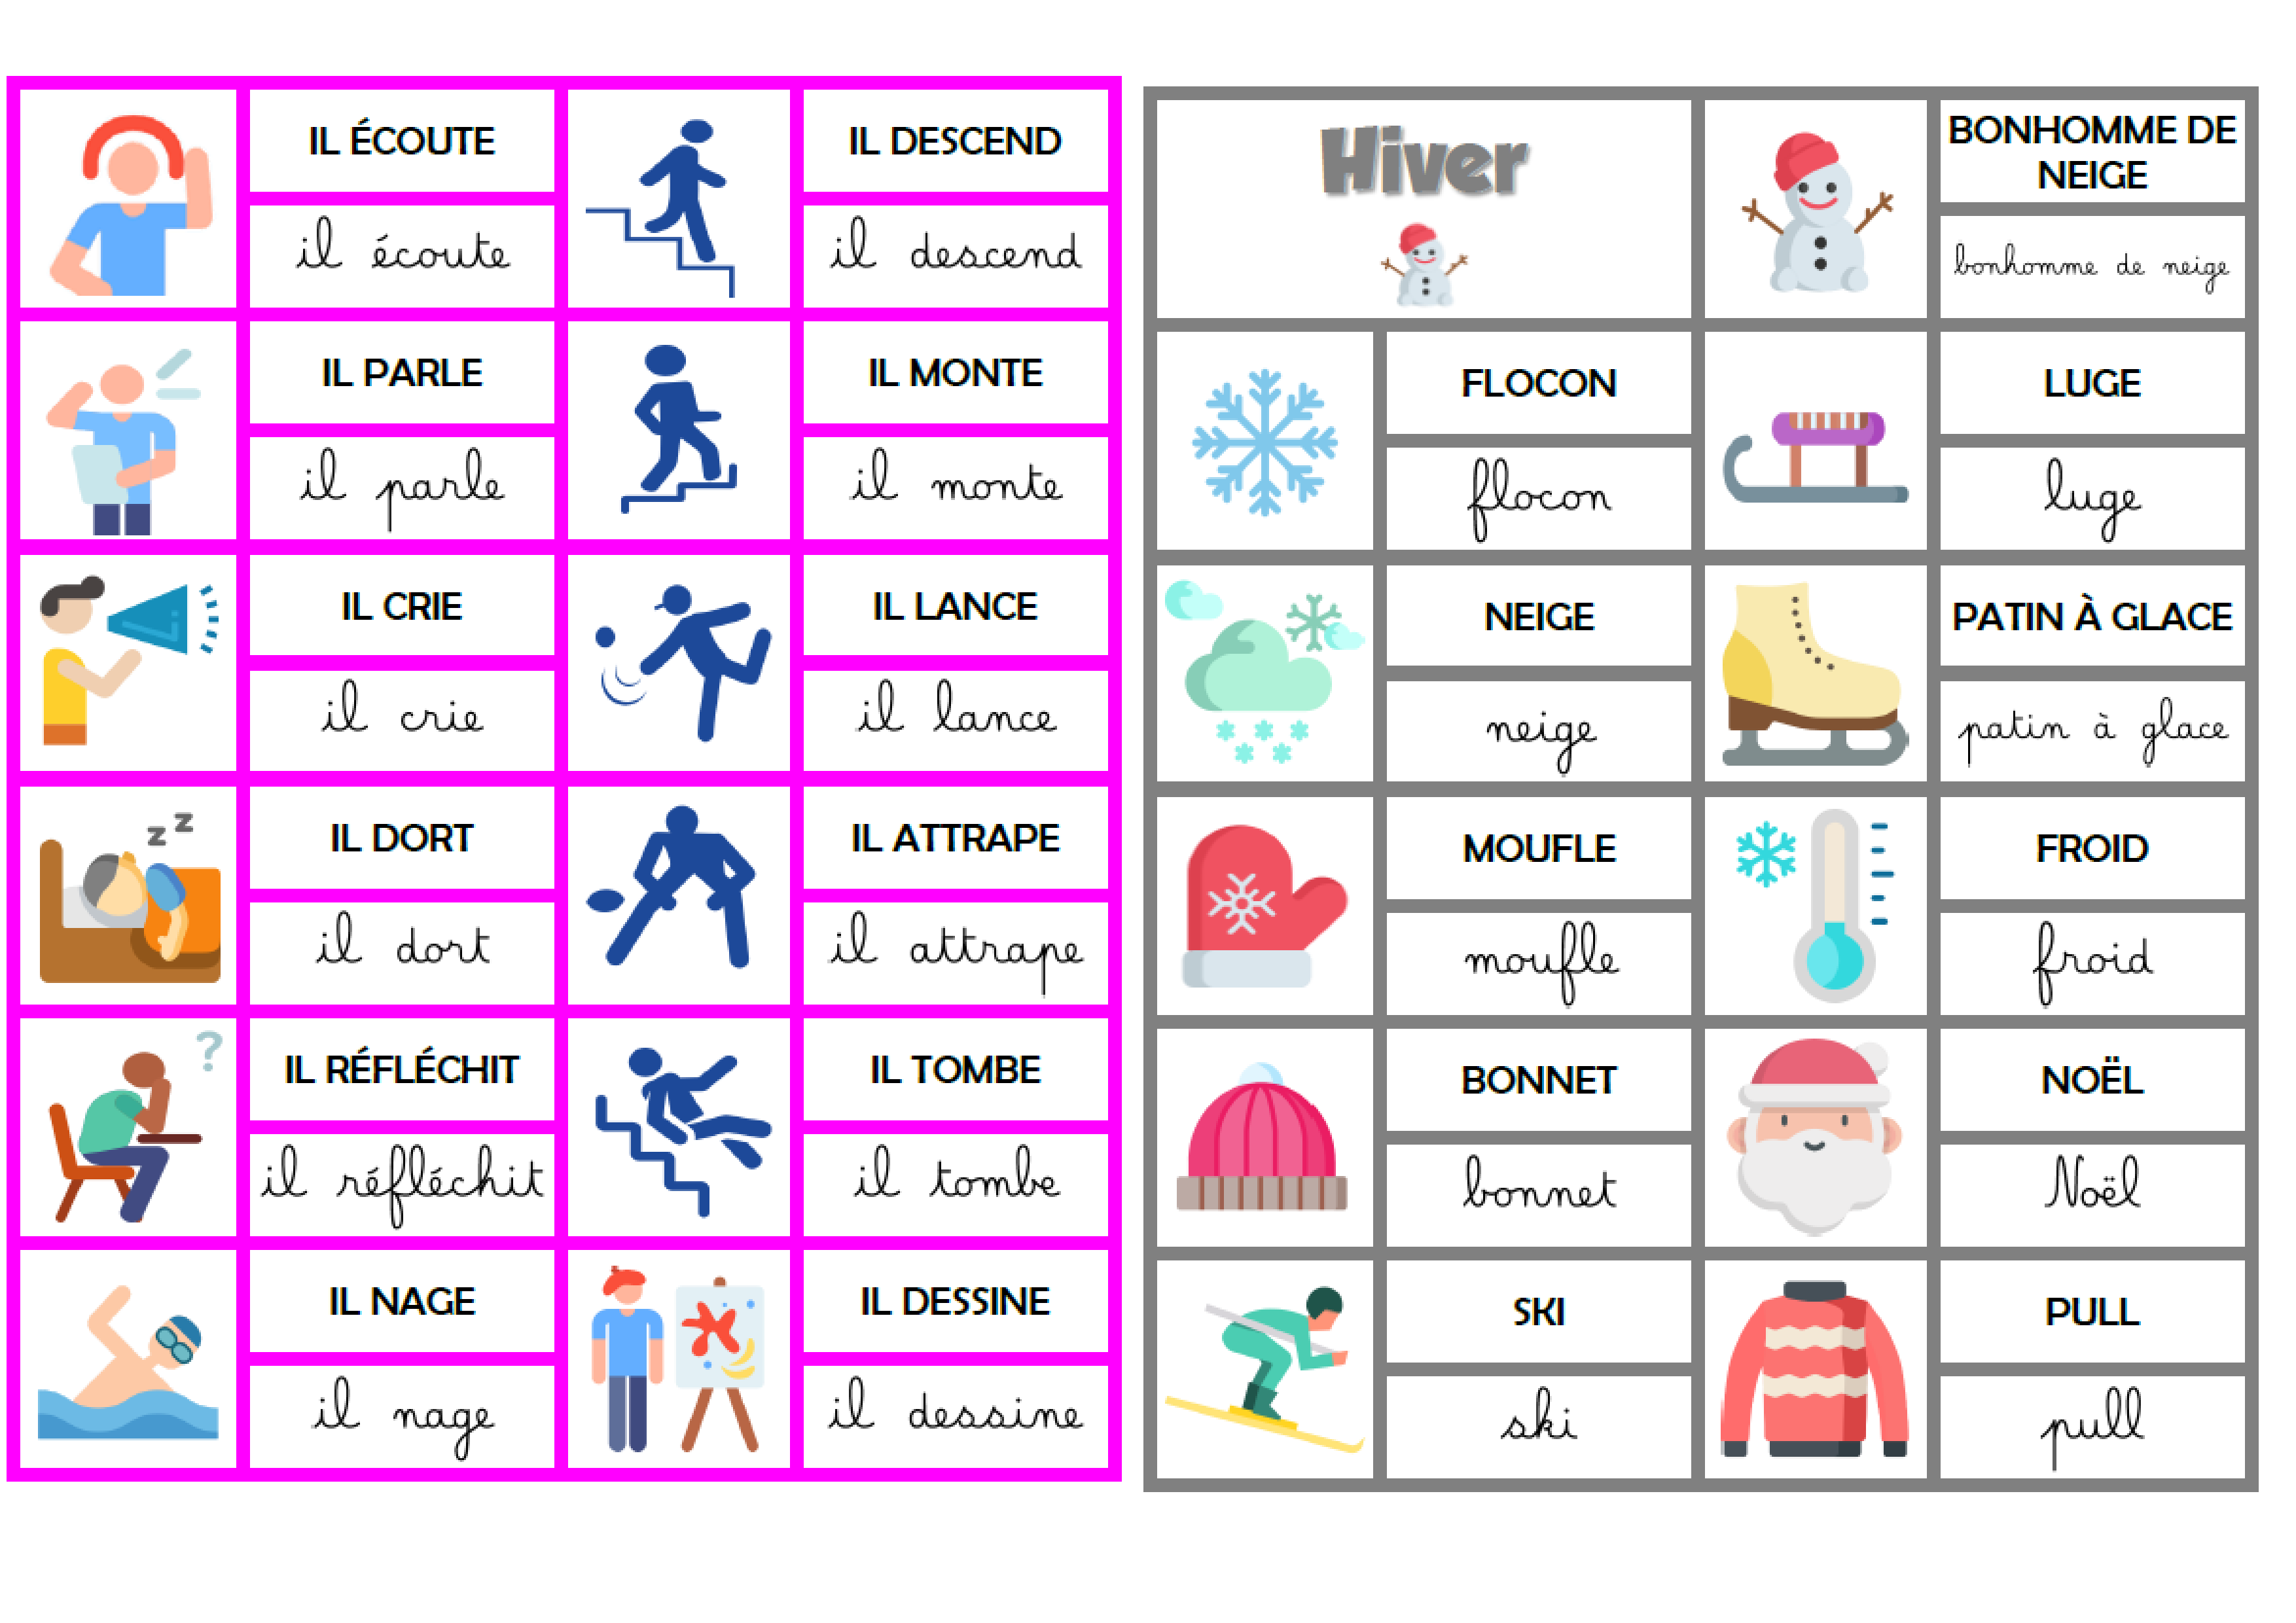 IL ÉCOUTE
il écoute
IL DESCEND
il descend
IL PARLE
il parle
IL MONTE
il monte
IL CRIE
il crie
IL LANCE
il lance
IL DORT
il dort
z z
IL ATTRAPE
il attrape
IL RÉFLÉCHIT
il réfléchit
?
IL TOMBE
il tombe
IL NAGE
il nage
IL DESSINE
il dessine
Hiver
BONHOMME DE
NEIGE
bonhomme de neige
FLOCON
flocon
LUGE
luge
NEIGE
neige
PATIN À GLACE
patin à glace
MOUFLE
moufle
FROID
froid
BONNET
bonnet
NOËL
Noël
SKI
ski
PULL
pull